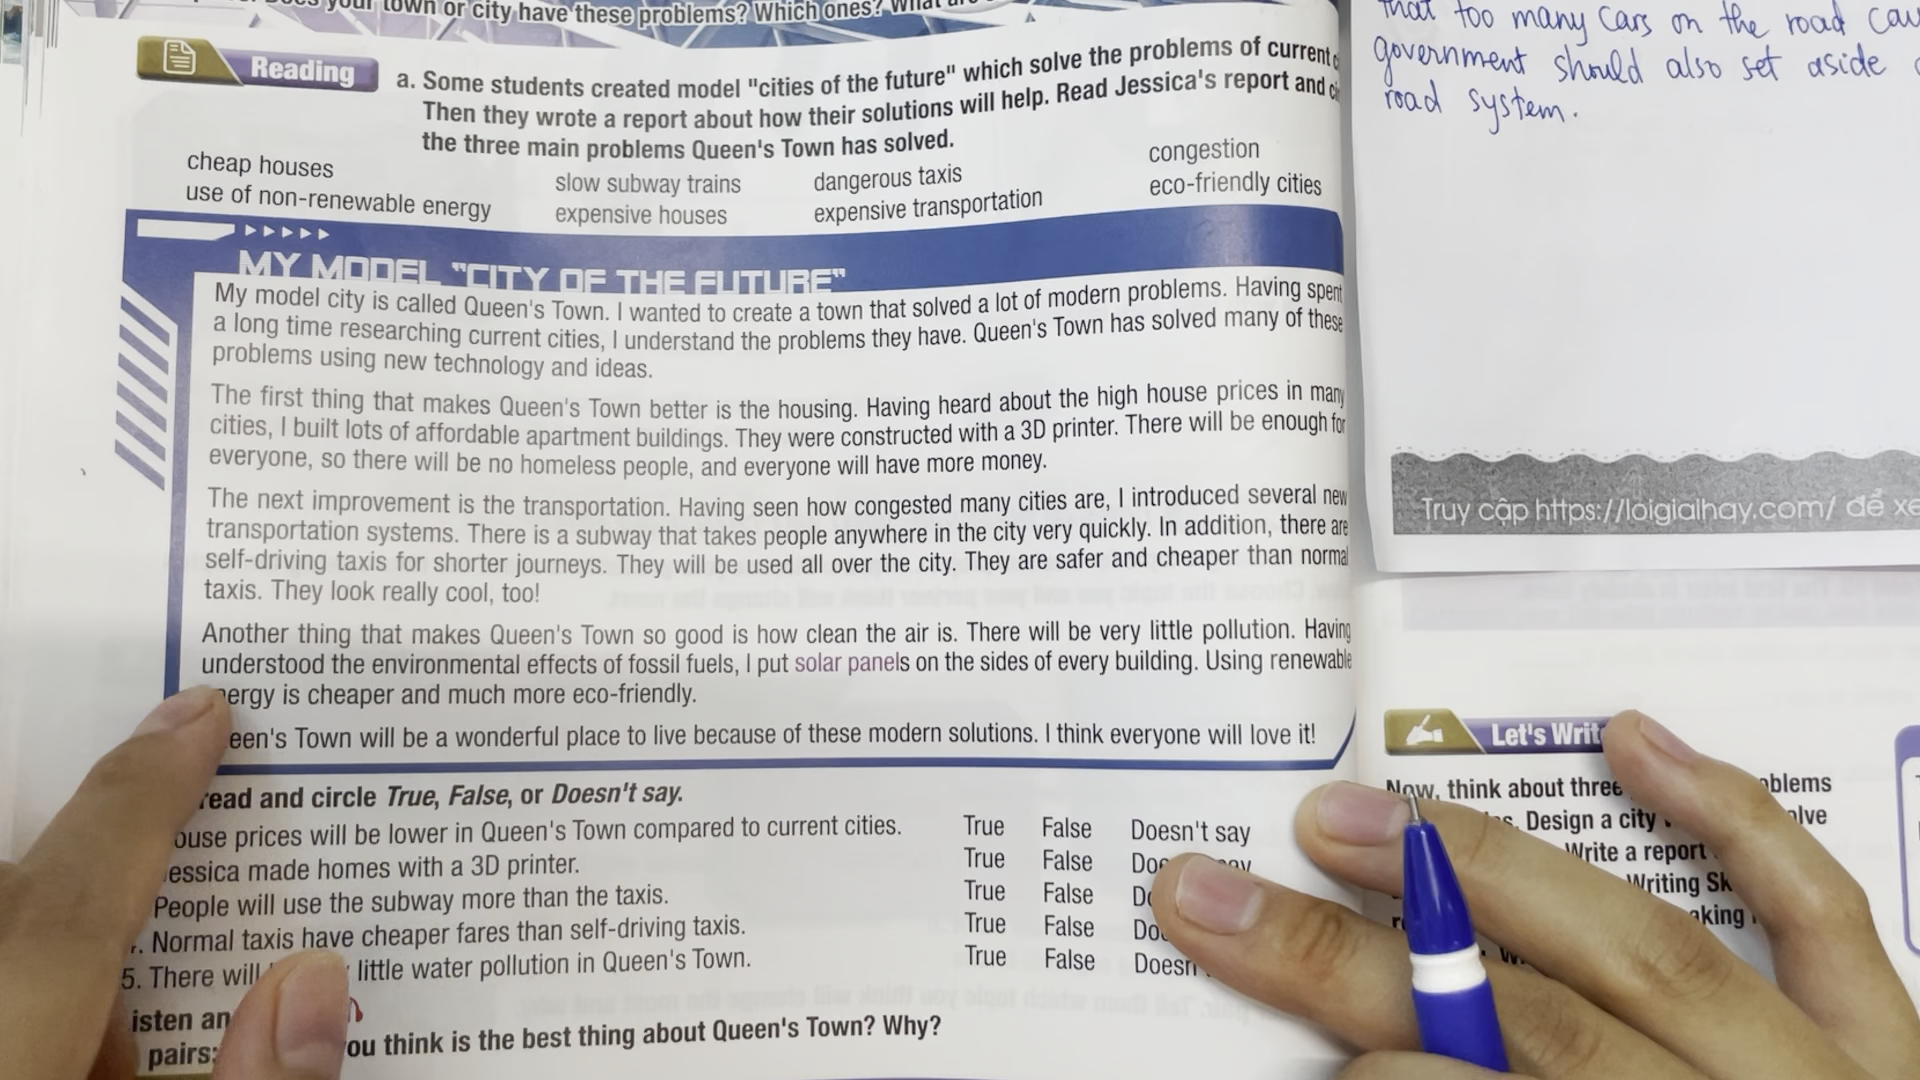 your town or city have these problems? Which ones?
Reading
a. Some students created model "cities of the future" which solve the problems of current
Then they wrote a report about how their solutions will help. Read Jessica's report and
the three main problems Queen's Town has solved.
cheap houses
slow subway trains
dangerous taxis
congestion
use of non-renewable energy
expensive houses
expensive transportation
eco-friendly cities
MY MODEL "CITY OF THE FUTURE"
My model city is called Queen's Town. I wanted to create a town that solved a lot of modern problems. Having spent
a long time researching current cities, I understand the problems they have. Queen's Town has solved many of these
problems using new technology and ideas.
The first thing that makes Queen's Town better is the housing. Having heard about the high house prices in many
cities, I built lots of affordable apartment buildings. They were constructed with a 3D printer. There will be enough for
everyone, so there will be no homeless people, and everyone will have more money.
The next improvement is the transportation. Having seen how congested many cities are, I introduced several new
transportation systems. There is a subway that takes people anywhere in the city very quickly. In addition, there are
self-driving taxis for shorter journeys. They will be used all over the city. They are safer and cheaper than normal
taxis. They look really cool, too!
Another thing that makes Queen's Town so good is how clean the air is. There will be very little pollution. Having
understood the environmental effects of fossil fuels, I put solar panels on the sides of every building. Using renewable
energy is cheaper and much more eco-friendly.
Town will be a wonderful place to live because of these modern solutions. I think everyone will love it!
read and circle True, False, or Doesn't say.
prices will be lower in Queen's Town compared to current cities. True False Doesn't say
essica made homes with a 3D printer. True False
People will use the subway more than the taxis. True False
Normal taxis have cheaper fares than self-driving taxis. True False
5. There will little water pollution in Queen's Town. True False
isten an
pairs: you think is the best thing about Queen's Town? Why?
that too many cars on the road
government should also set aside
road system.
Truy cập https://loigiaihay.com/ để
Let's Write
Now, think about three
Design a city
Write a report
Writing